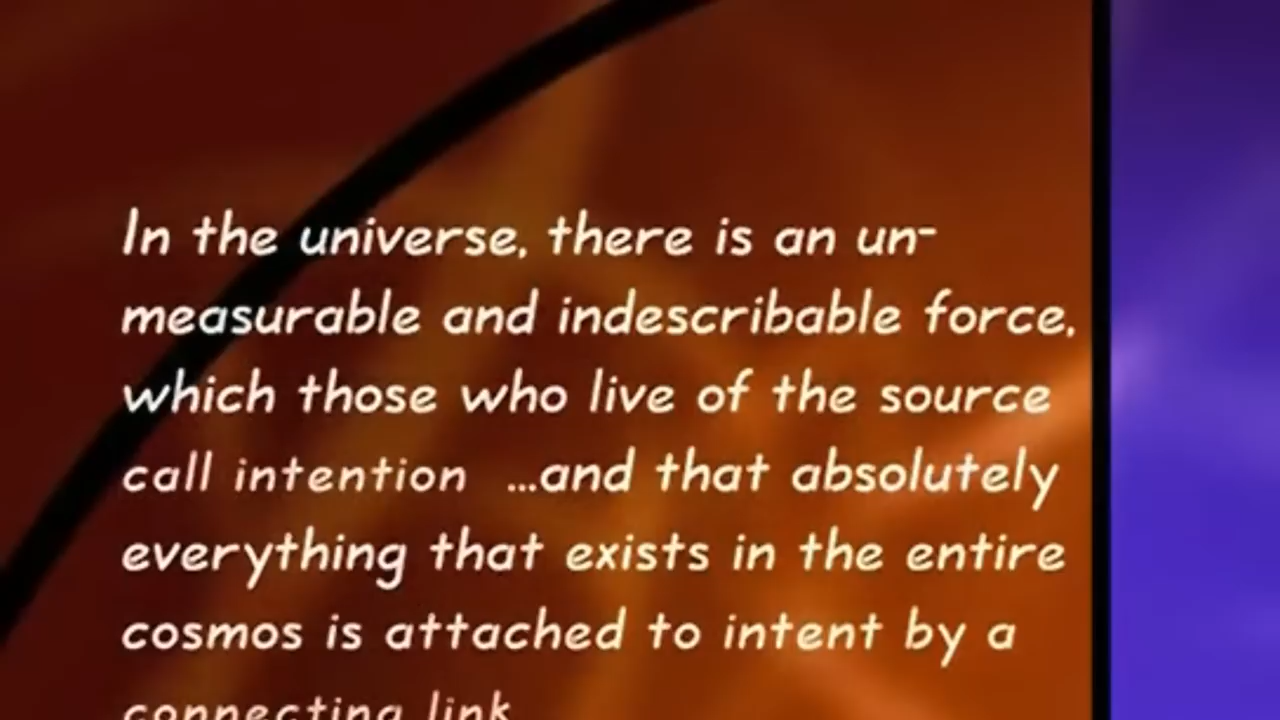 In the universe, there is an un-
measurable and indescribable force,
which those who live of the source
call intention ...and that absolutely
everything that exists in the entire
cosmos is attached to intent by a
connecting link